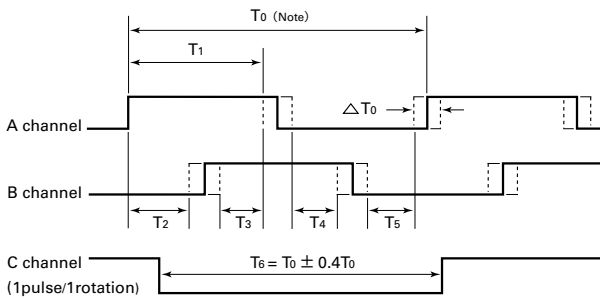 T0 (Note)
T1
△T0
A channel
B channel
T2
T3
T4
T5
C channel
(1pulse/1rotation)
T6 = T0 ± 0.4T0